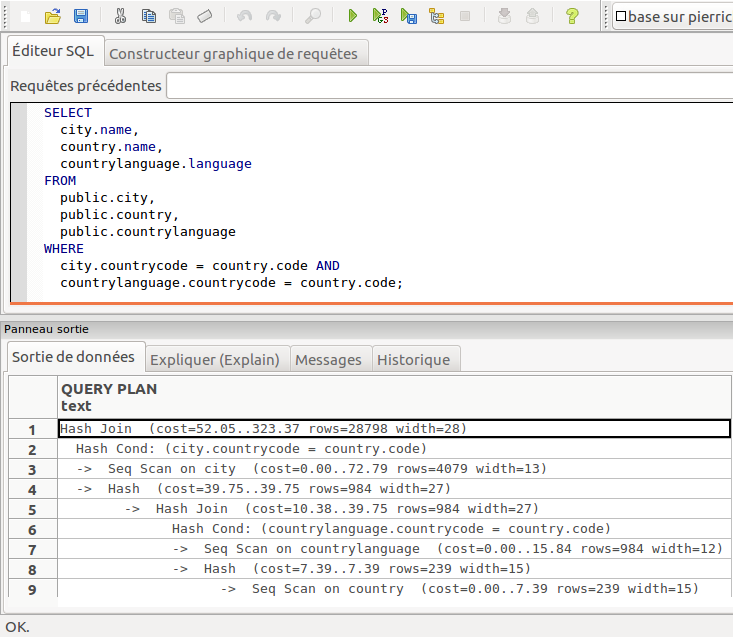 base sur pierric
Éditeur SQL
Constructeur graphique de requêtes
Requêtes précédentes
SELECT
city.name,
country.name,
countrylanguage.language
FROM
public.city,
public.country,
public.countrylanguage
WHERE
city.countrycode = country.code AND
countrylanguage.countrycode = country.code;
Panneau sortie
Sortie de données
Expliquer (Explain)
Messages
Historique
QUERY PLAN
text
1 Hash Join (cost=52.05..323.37 rows=28798 width=28)
2 Hash Cond: (city.countrycode = country.code)
3 -> Seq Scan on city (cost=0.00..72.79 rows=4079 width=13)
4 -> Hash (cost=39.75..39.75 rows=984 width=27)
5 -> Hash Join (cost=10.38..39.75 rows=984 width=27)
6 Hash Cond: (countrylanguage.countrycode = country.code)
7 -> Seq Scan on countrylanguage (cost=0.00..15.84 rows=984 width=12)
8 -> Hash (cost=7.39..7.39 rows=239 width=15)
9 -> Seq Scan on country (cost=0.00..7.39 rows=239 width=15)
OK.